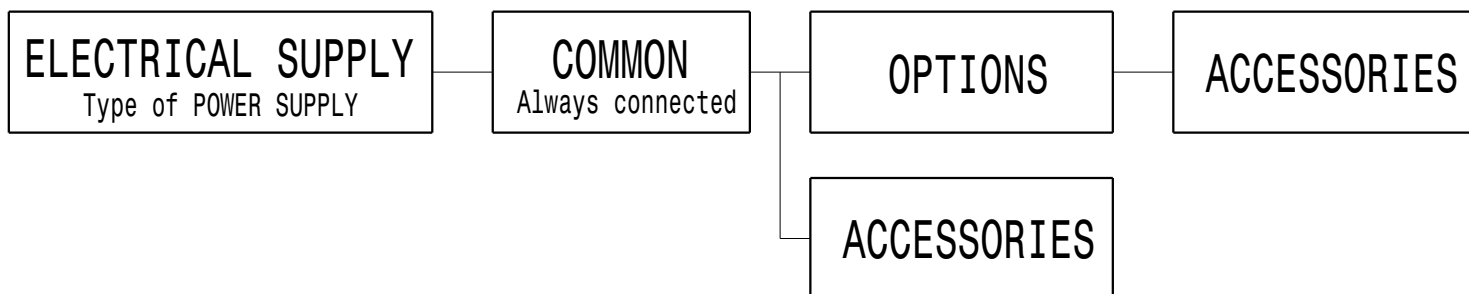 ELECTRICAL SUPPLY
Type of POWER SUPPLY
COMMON
Always connected
OPTIONS
ACCESSORIES
ACCESSORIES